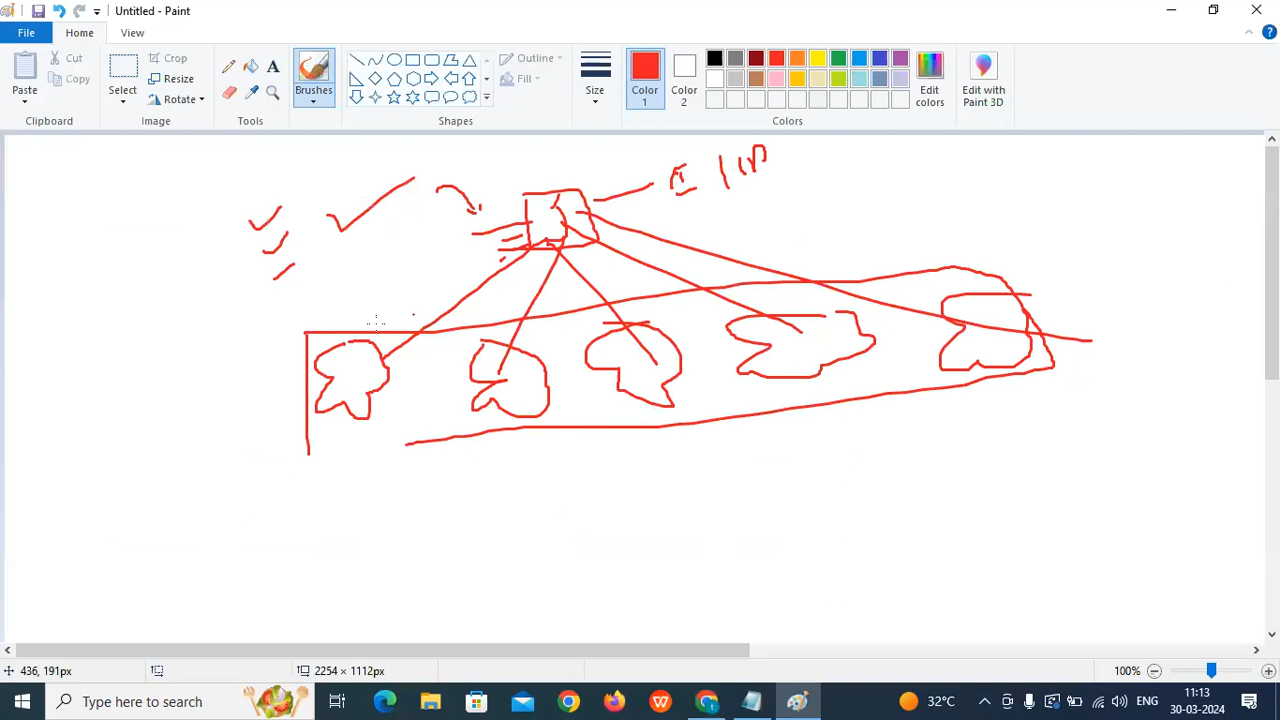 Untitled - Paint
File
Home
View
Paste
Cut
Copy
Clipboard
Select
Crop
Resize
Rotate
Image
Tools
Brushes
Shapes
Outline
Fill
Size
Color 1
Color 2
Edit colors
Colors
Edit with Paint 3D
436, 191px
2254 × 1112px
100%
Type here to search
32°C
ENG
11:13
30-03-2024